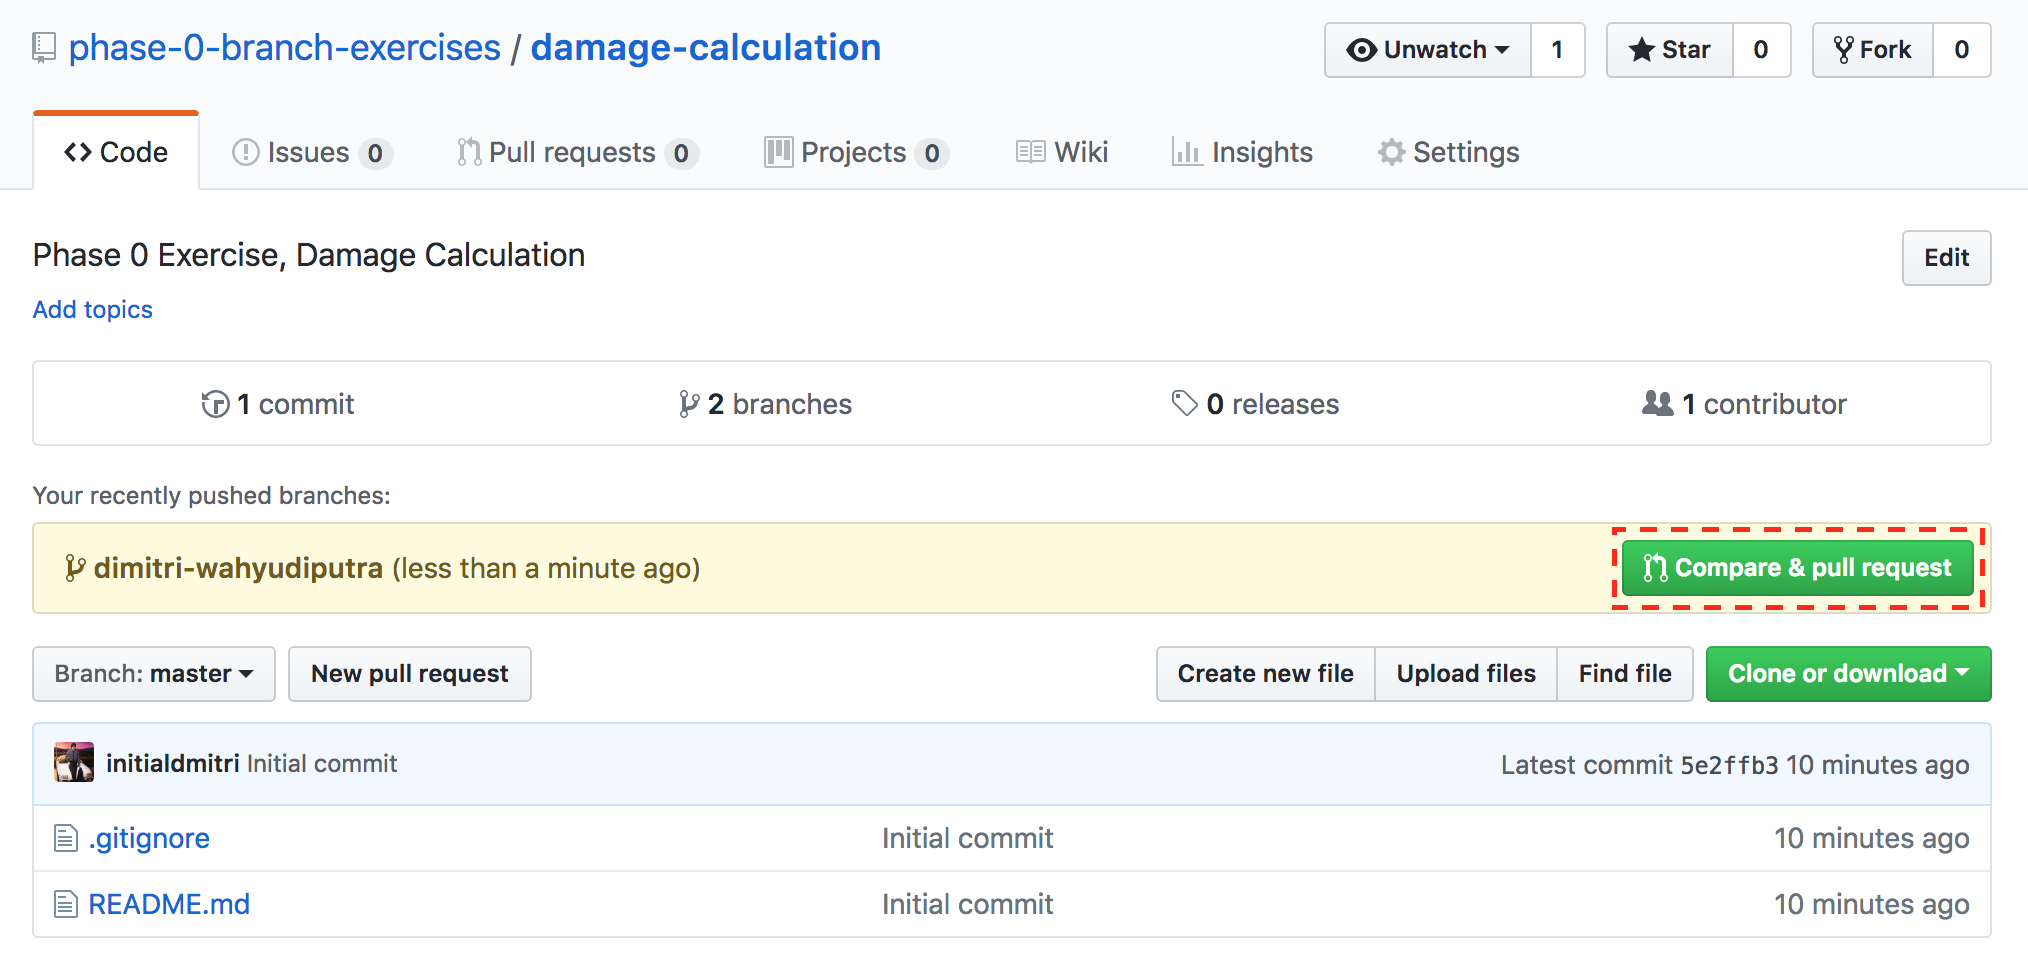 phase-0-branch-exercises / damage-calculation
Unwatch 1 Star 0 Fork 0
Code Issues 0 Pull requests 0 Projects 0 Wiki Insights Settings
Phase 0 Exercise, Damage Calculation Edit
Add topics
1 commit 2 branches 0 releases 1 contributor
Your recently pushed branches:
dimitri-wahyudiputra (less than a minute ago) Compare & pull request
Branch: master New pull request Create new file Upload files Find file Clone or download
initialdmitri Initial commit Latest commit 5e2ffb3 10 minutes ago
.gitignore Initial commit 10 minutes ago
README.md Initial commit 10 minutes ago